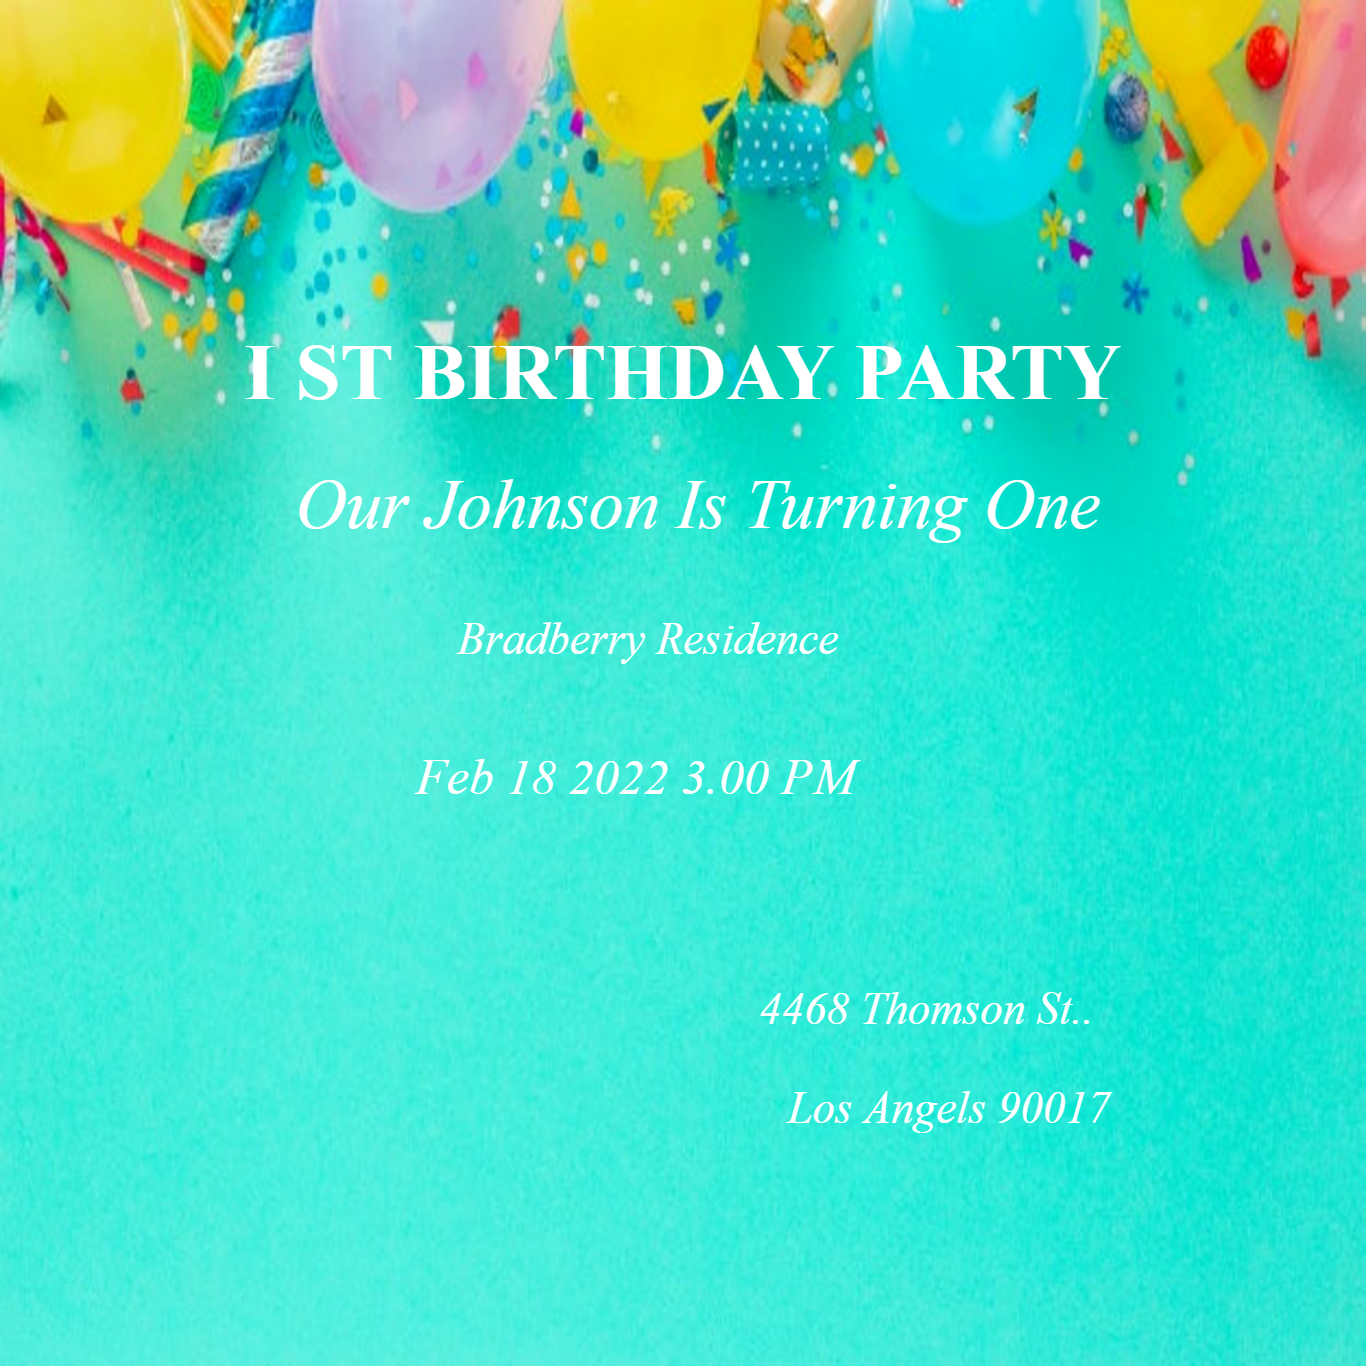 I ST BIRTHDAY PARTY
Our Johnson Is Turning One
Bradberry Residence
Feb 18 2022 3.00 PM
4468 Thomson St..
Los Angels 90017